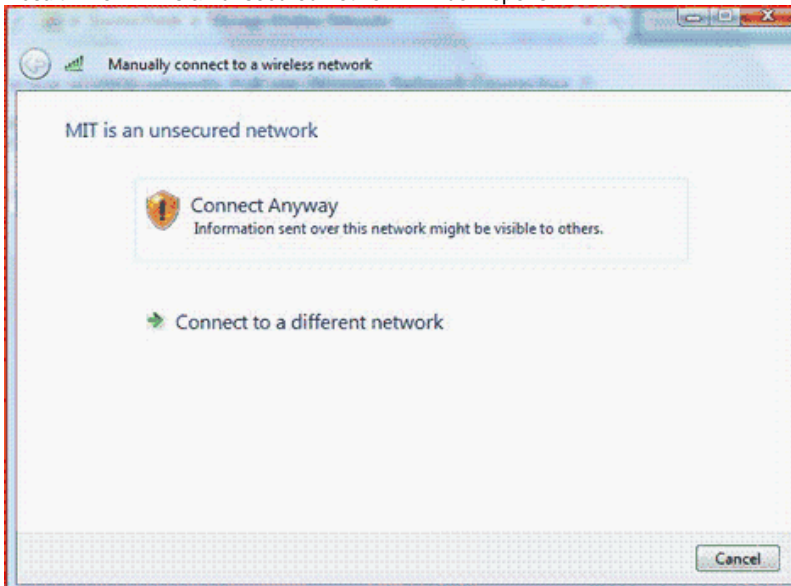 Manually connect to a wireless network
MIT is an unsecured network
Connect Anyway
Information sent over this network might be visible to others.
Connect to a different network
Cancel